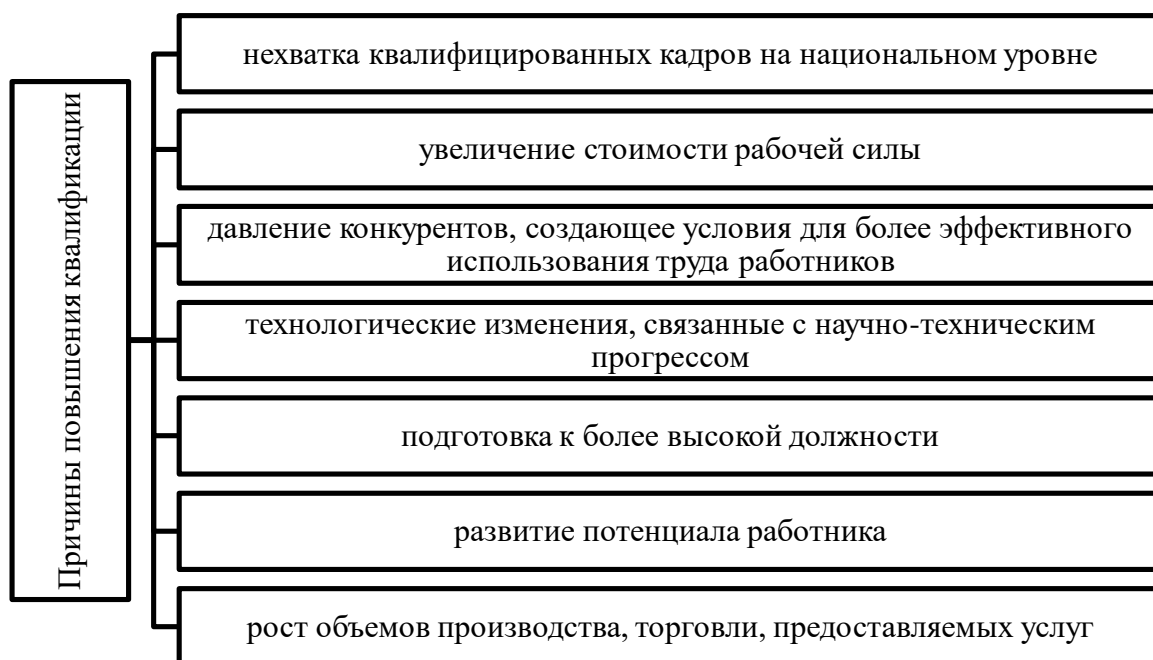 Причины повышения квалификации
нехватка квалифицированных кадров на национальном уровне
увеличение стоимости рабочей силы
давление конкурентов, создающее условия для более эффективного
использования труда работников
технологические изменения, связанные с научно-техническим
прогрессом
подготовка к более высокой должности
развитие потенциала работника
рост объемов производства, торговли, предоставляемых услуг